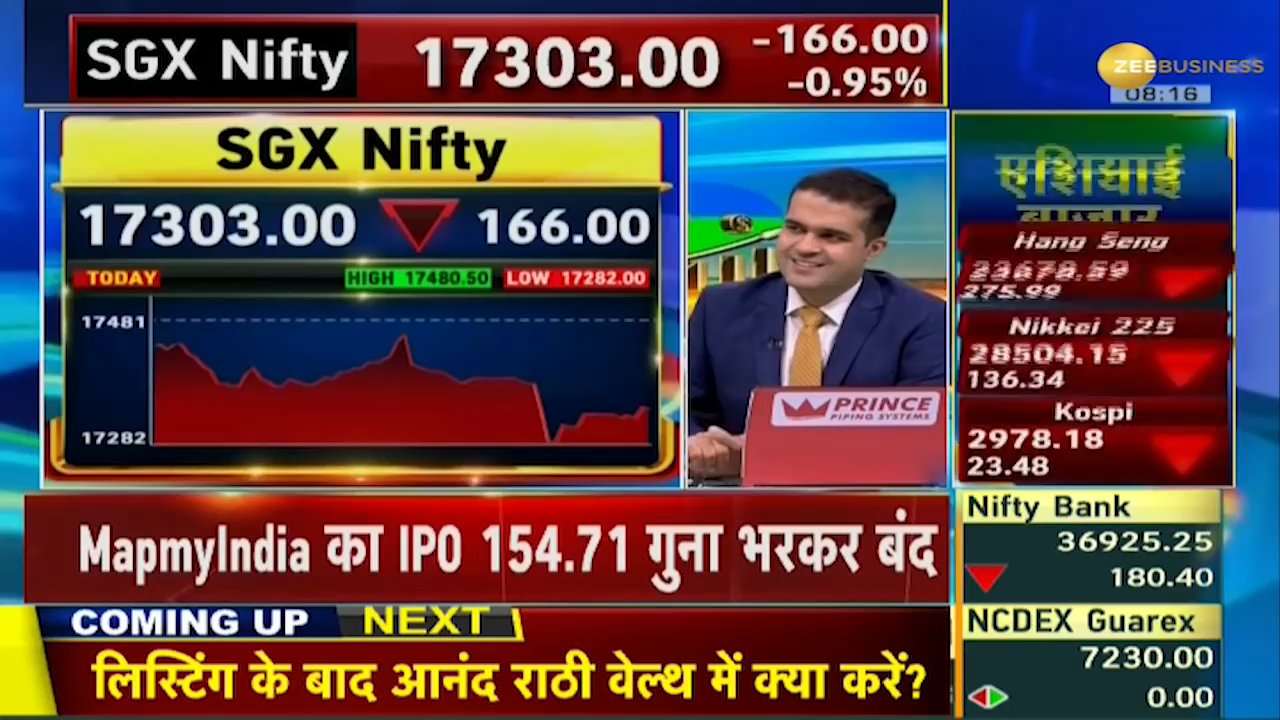 SGX Nifty 17303.00 -166.00
-0.95%
ZEEBUSINESS
08:16
SGX Nifty
17303.00 166.00
TODAY HIGH 17480.50 LOW 17282.00
17481
17282
PRINCE
PIPING SYSTEMS
एशियाई
बाजार
Hang Seng
23678.59
275.99
Nikkei 225
28504.15
136.34
Kospi
2978.18
23.48
MapmyIndia का IPO 154.71 गुना भरकर बंद
Nifty Bank
36925.25
180.40
COMING UP NEXT
लिस्टिंग के बाद आनंद राठी वेल्थ में क्या करें?
NCDEX Guarex
7230.00
0.00